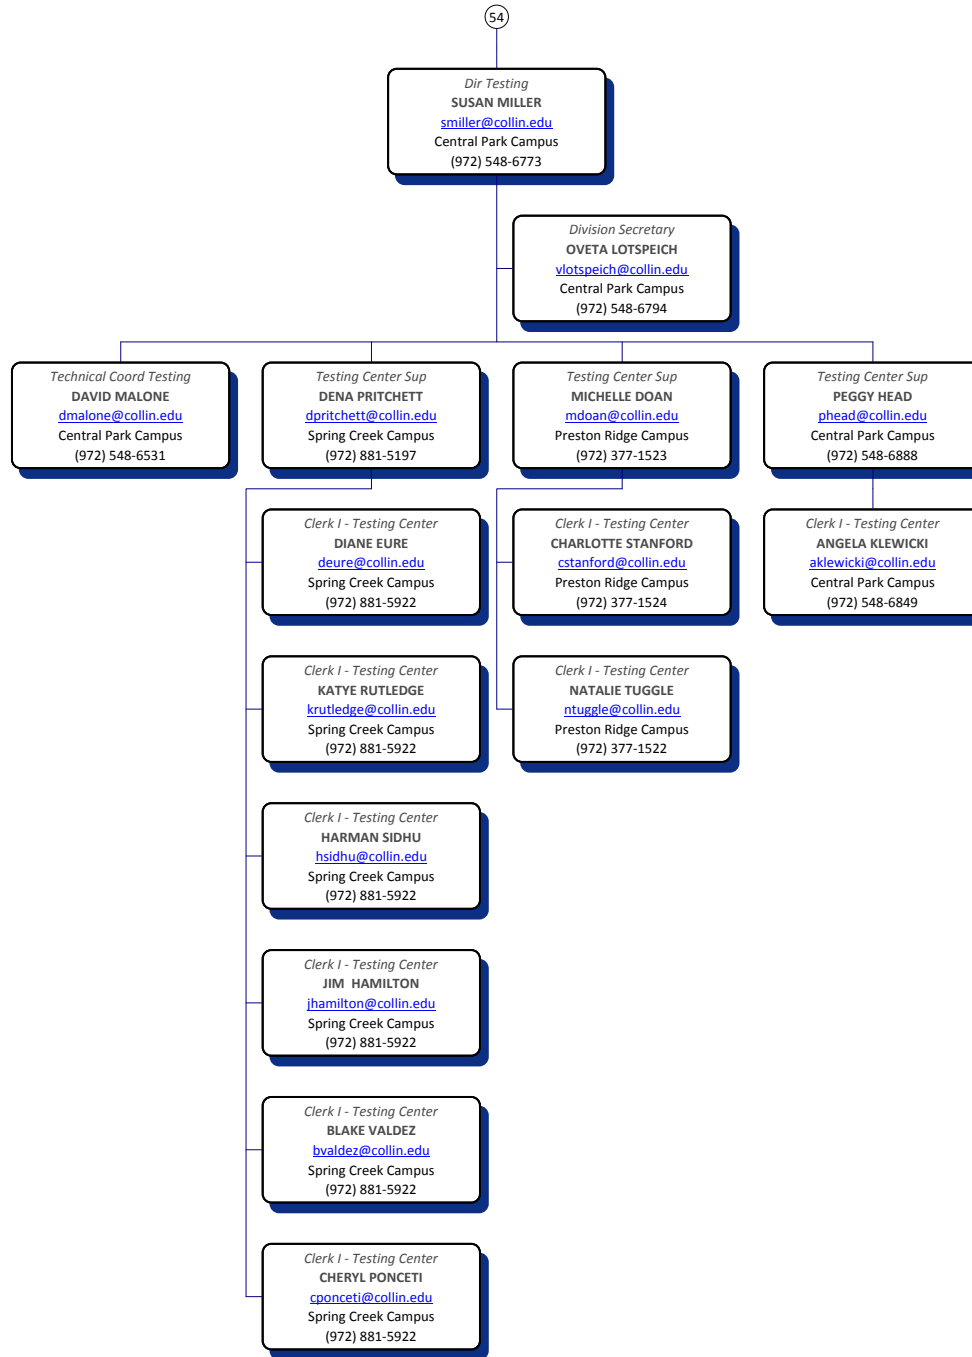 54
Dir Testing
SUSAN MILLER
smiller@collin.edu
Central Park Campus
(972) 548-6773
Division Secretary
OVETA LOTSPEICH
vlotspeich@collin.edu
Central Park Campus
(972) 548-6794
Technical Coord Testing
DAVID MALONE
dmalone@collin.edu
Central Park Campus
(972) 548-6531
Testing Center Sup
DENA PRITCHETT
dpritchett@collin.edu
Spring Creek Campus
(972) 881-5197
Testing Center Sup
MICHELLE DOAN
mdoan@collin.edu
Preston Ridge Campus
(972) 377-1523
Testing Center Sup
PEGGY HEAD
phead@collin.edu
Central Park Campus
(972) 548-6888
Clerk I - Testing Center
DIANE EURE
deure@collin.edu
Spring Creek Campus
(972) 881-5922
Clerk I - Testing Center
CHARLOTTE STANFORD
cstanford@collin.edu
Preston Ridge Campus
(972) 377-1524
Clerk I - Testing Center
ANGELA KLEWICKI
aklewicki@collin.edu
Central Park Campus
(972) 548-6849
Clerk I - Testing Center
KATYE RUTLEDGE
krutledge@collin.edu
Spring Creek Campus
(972) 881-5922
Clerk I - Testing Center
NATALIE TUGGLE
ntuggle@collin.edu
Preston Ridge Campus
(972) 377-1522
Clerk I - Testing Center
HARMAN SIDHU
hsidhu@collin.edu
Spring Creek Campus
(972) 881-5922
Clerk I - Testing Center
JIM  HAMILTON
jhamilton@collin.edu
Spring Creek Campus
(972) 881-5922
Clerk I - Testing Center
BLAKE VALDEZ
bvaldez@collin.edu
Spring Creek Campus
(972) 881-5922
Clerk I - Testing Center
CHERYL PONCETI
cponceti@collin.edu
Spring Creek Campus
(972) 881-5922